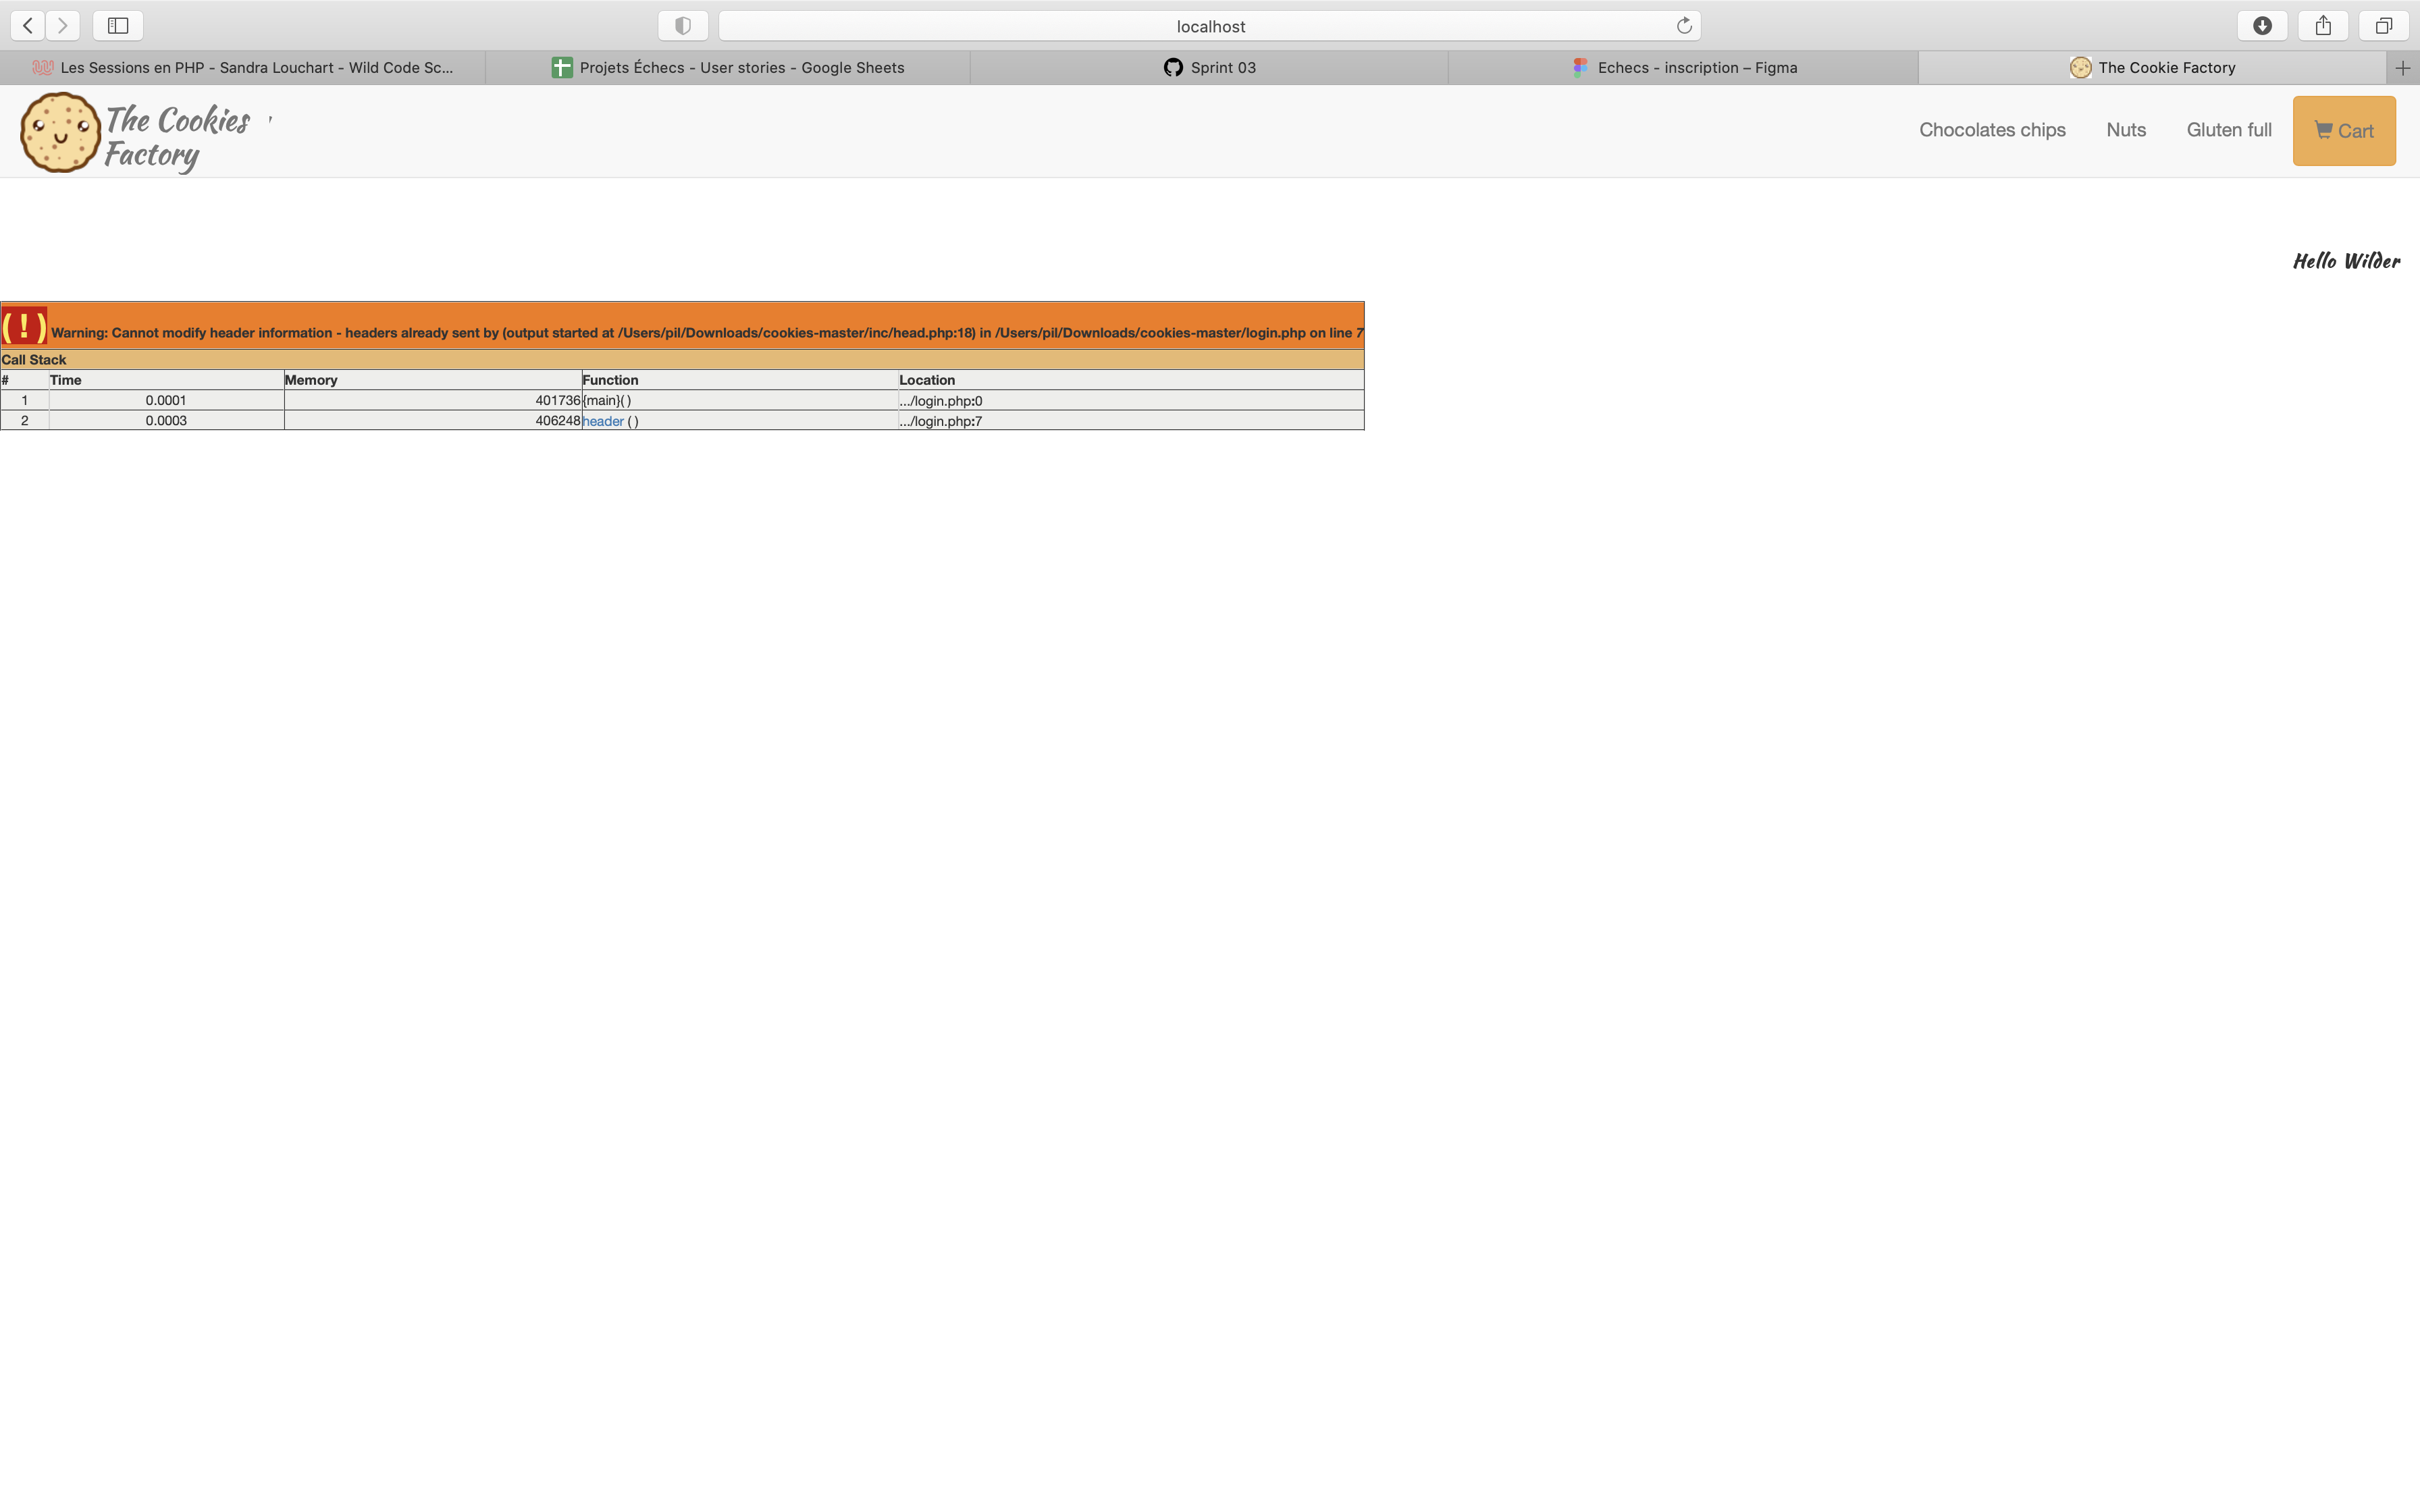 localhost
Les Sessions en PHP - Sandra Louchart - Wild Code Sc...
Projets Échecs - User stories - Google Sheets
Sprint 03
Echecs - inscription – Figma
The Cookie Factory
The Cookies
Factory
Chocolates chips
Nuts
Gluten full
Cart
Hello Wilder
(!) Warning: Cannot modify header information - headers already sent by (output started at /Users/pil/Downloads/cookies-master/inc/head.php:18) in /Users/pil/Downloads/cookies-master/login.php on line 7
Call Stack
# Time Memory Function Location
1 0.0001 401736 {main}( ) .../login.php:0
2 0.0003 406248 header ( ) .../login.php:7